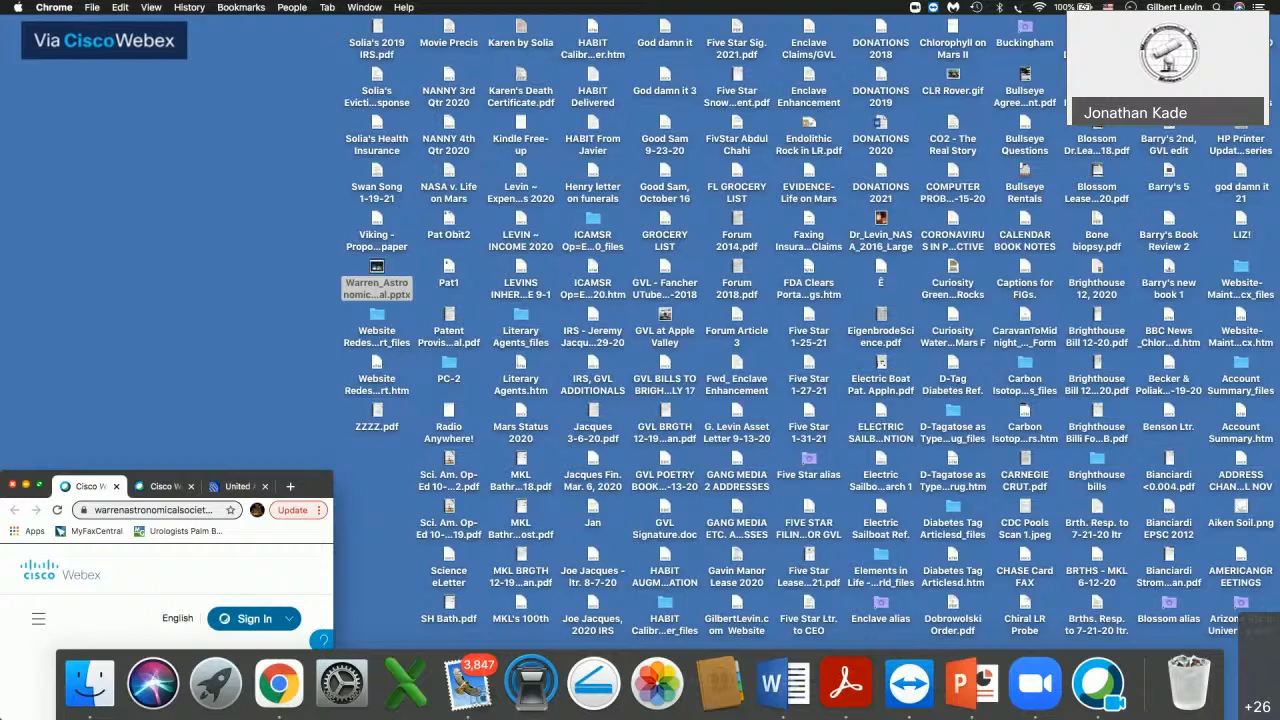 Chrome File Edit View History Bookmarks People Tab Window Help
100%
Gilbert Levin
Via CiscoWebex
Jonathan Kade
Solia's 2019 IRS.pdf
Movie Precis
Karen by Solia
HABIT Calibr...er.htm
God damn it
Five Star Sig. 2021.pdf
Enclave Claims/GVL
DONATIONS 2018
Chlorophyll on Mars II
Buckingham
Solia's Evicti...sponse
NANNY 3rd Qtr 2020
Karen's Death Certificate.pdf
HABIT Delivered
God damn it 3
Five Star Snow...ent.pdf
Enclave Enhancement
DONATIONS 2019
CLR Rover.gif
Bullseye Agree...nt.pdf
Solia's Health Insurance
NANNY 4th Qtr 2020
Kindle Free-up
HABIT From Javier
Good Sam 9-23-20
FivStar Abdul Chahi
Endolithic Rock in LR.pdf
DONATIONS 2020
CO2 - The Real Story
Bullseye Questions
Blossom Dr.Lea...18.pdf
Barry's 2nd, GVL edit
HP Printer Updat...series
Swan Song 1-19-21
NASA v. Life on Mars
Levin ~ Expen...s 2020
Henry letter on funerals
Good Sam, October 16
FL GROCERY LIST
EVIDENCE- Life on Mars
DONATIONS 2021
COMPUTER PROB...-15-20
Bullseye Rentals
Blossom Lease...20.pdf
Barry's 5
god damn it 21
Viking - Propo...paper
Pat Obit2
LEVIN ~ INCOME 2020
ICAMSR Op=E...0_files
GROCERY LIST
Forum 2014.pdf
Faxing Insura...Claims
Dr_Levin_NAS A_2016_Large
CORONAVIRU S IN P...CTIVE
CALENDAR BOOK NOTES
Bone biopsy.pdf
Barry's Book Review 2
LIZ!
Warren_Astro nomic...al.pptx
Pat1
LEVINS INHER...E 9-1
ICAMSR Op=E...20.htm
GVL - Fancher UTube...-2018
Forum 2018.pdf
FDA Clears Porta...gs.htm
Ê
Curiosity Green...Rocks
Captions for FIGs.
Brighthouse 12, 2020
Barry's new book 1
Website- Maint...cx_files
Website Redes...rt_files
Patent Provis...al.pdf
Literary Agents_files
IRS - Jeremy Jacqu...29-20
GVL at Apple Valley
Forum Article 3
Five Star 1-25-21
EigenbrodeSci ence.pdf
Curiosity Water...Mars F
CaravanToMid night_..._Form
Brighthouse Bill 12-20.pdf
BBC News _Chlor...d.htm
Website- Maint...cx.htm
Website Redes...rt.htm
PC-2
Literary Agents.htm
IRS, GVL ADDITIONALS
GVL BILLS TO BRIGH...LY 17
Fwd_ Enclave Enhancement
Five Star 1-27-21
Electric Boat Pat. Appln.pdf
D-Tag Diabetes Ref.
Carbon Isotop...s_files
Brighthouse Bill 12...20.pdf
Becker & Poliak...-19-20
Account Summary_files
ZZZZ.pdf
Radio Anywhere!
Mars Status 2020
Jacques 3-6-20.pdf
GVL BRGTH 12-19...an.pdf
G. Levin Asset Letter 9-13-20
Five Star 1-31-21
ELECTRIC SAILB...NTION
D-Tagatose as Type...ug_files
Carbon Isotop...rs.htm
Brighthouse Billi Fo...B.pdf
Benson Ltr.
Account Summary.htm
Sci. Am. Op- Ed 10-...2.pdf
MKL Bathr...18.pdf
Jacques Fin. Mar. 6, 2020
GVL POETRY BOOK...-13-20
GANG MEDIA 2 ADDRESSES
Five Star alias
Electric Sailbo...arch 1
D-Tagatose as Type...rug.htm
CARNEGIE CRUT.pdf
Brighthouse bills
Bianciardi <0.004.pdf
ADDRESS CHAN...L NOV
Sci. Am. Op- Ed 10-...19.pdf
MKL Bathr...ost.pdf
Jan
GVL Signature.doc
GANG MEDIA ETC. A...SSES
FIVE STAR FILIN...OR GVL
Electric Sailboat Ref.
Diabetes Tag Articlesd_files
CDC Pools Scan 1.jpeg
Brth. Resp. to 7-21-20 ltr
Bianciardi EPSC 2012
Aiken Soil.png
Science eLetter
MKL BRGTH 12-19...an.pdf
Joe Jacques - ltr. 8-7-20
HABIT AUGM...ATION
Gavin Manor Lease 2020
Five Star Lease...21.pdf
Elements in Life -...rld_files
Diabetes Tag Articlesd.htm
CHASE Card FAX
BRTHS - MKL 6-12-20
Bianciardi Strom...an.pdf
AMERICANGR EETINGS
SH Bath.pdf
MKL's 100th
Joe Jacques, 2020 IRS
HABIT Calibr...er_files
GilbertLevin.c om Website
Five Star Ltr. to CEO
Enclave alias
Dobrowolski Order.pdf
Chiral LR Probe
Brths. Resp. to 7-21-20 ltr.
Blossom alias
Cisco W
Cisco W
United
warrenastronomicalsociet...
Update
Apps MyFaxCentral Urologists Palm B...
cisco Webex
English Sign In
?
3,847
+26